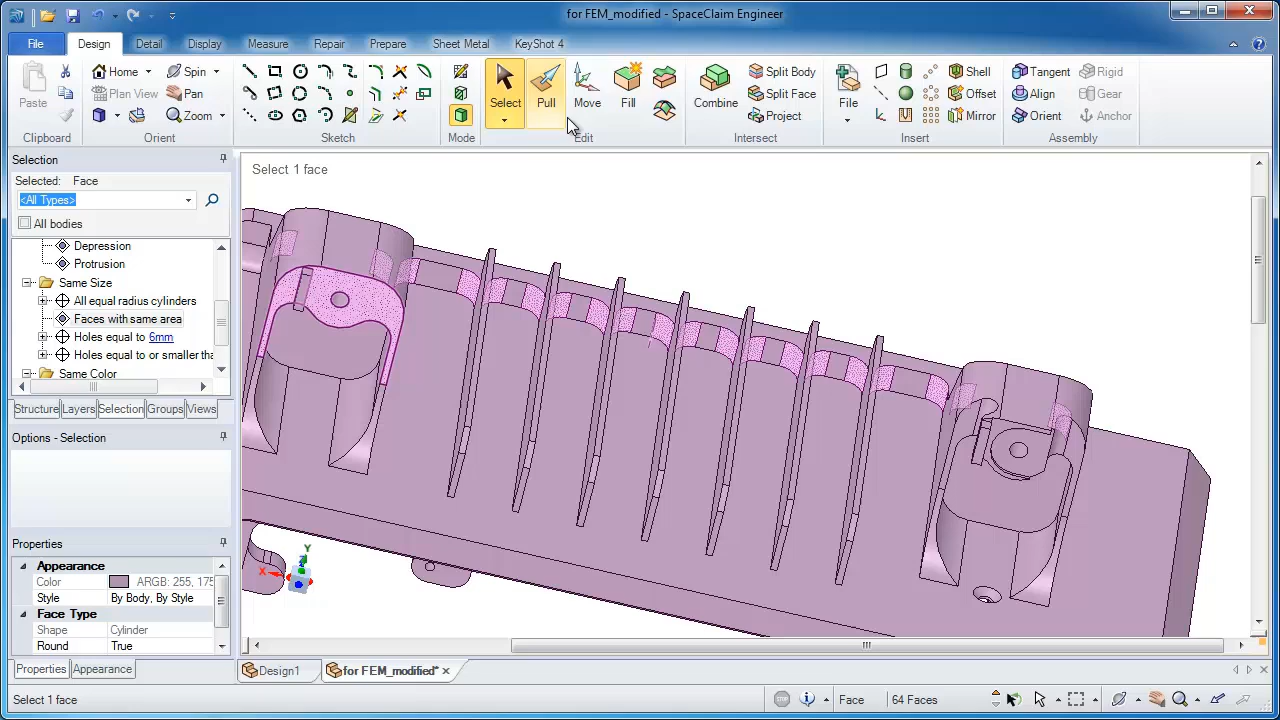 for FEM_modified - SpaceClaim Engineer
File Design Detail Display Measure Repair Prepare Sheet Metal KeyShot 4
Paste
Clipboard
Home Spin
Plan View Pan
Zoom
Orient
Sketch
Mode
Select Pull Move Fill
Edit
Combine
Split Body
Split Face
Project
Intersect
File
Shell
Offset
Mirror
Insert
Tangent Rigid
Align Gear
Orient Anchor
Assembly
Selection
Selected: Face
<All Types>
All bodies
Depression
Protrusion
Same Size
All equal radius cylinders
Faces with same area
Holes equal to 6mm
Holes equal to or smaller tha
Same Color
Structure Layers Selection Groups Views
Options - Selection
Properties
Appearance
Color ARGB: 255, 175
Style By Body, By Style
Face Type
Shape Cylinder
Round True
Properties Appearance
Select 1 face
Y
Z
X
Design1 for FEM_modified*
Select 1 face
STOP
Face 64 Faces